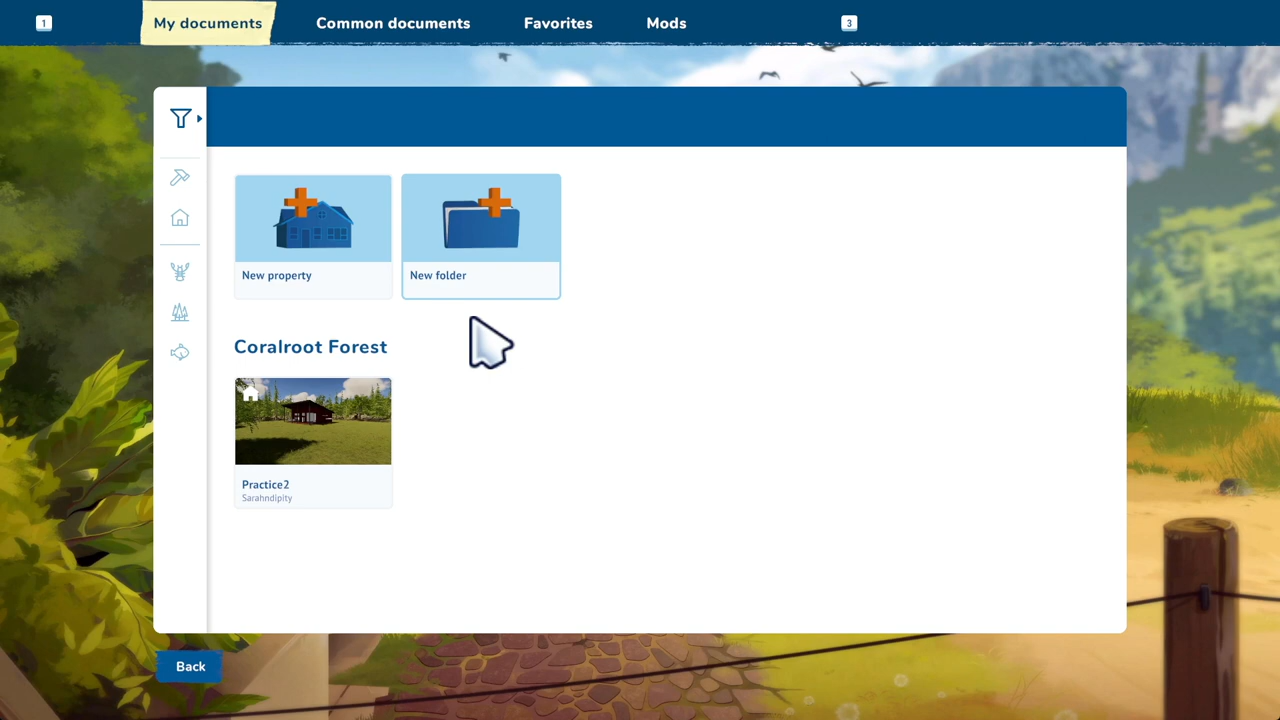 1
My documents
Common documents
Favorites
Mods
3
New property
New folder
Coralroot Forest
Practice2
Sarahndipity
Back